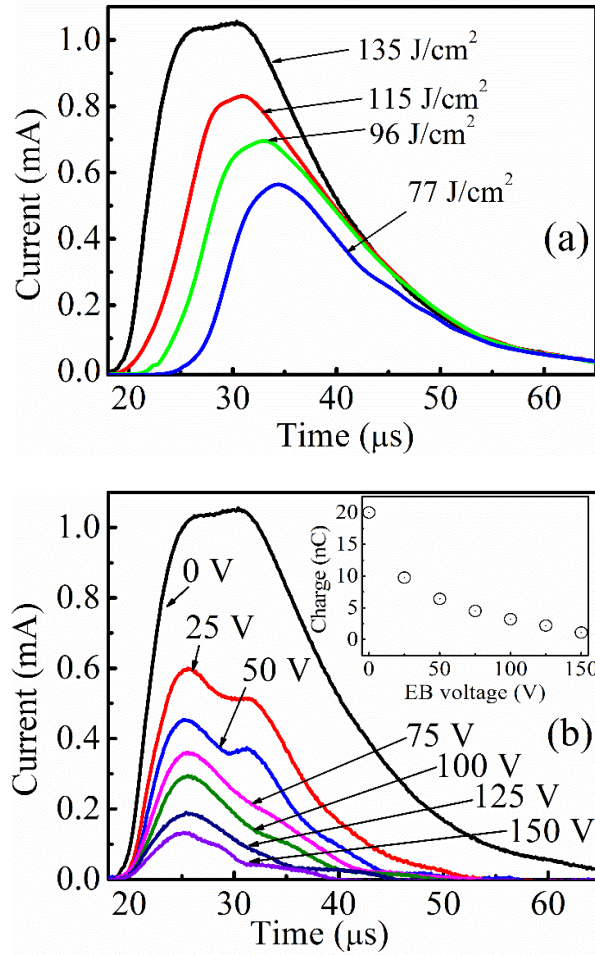 1.0
0.8
0.6
0.4
0.2
0.0
Current (mA)
135 J/cm²
115 J/cm²
96 J/cm²
77 J/cm²
(a)
20 30 40 50 60
Time (μs)
1.0
0.8
0.6
0.4
0.2
0.0
Current (mA)
0 V
25 V
50 V
75 V
100 V
125 V
150 V
(b)
20
15
10
5
0
Charge (nC)
0 50 100 150
EB voltage (V)
20 30 40 50 60
Time (μs)